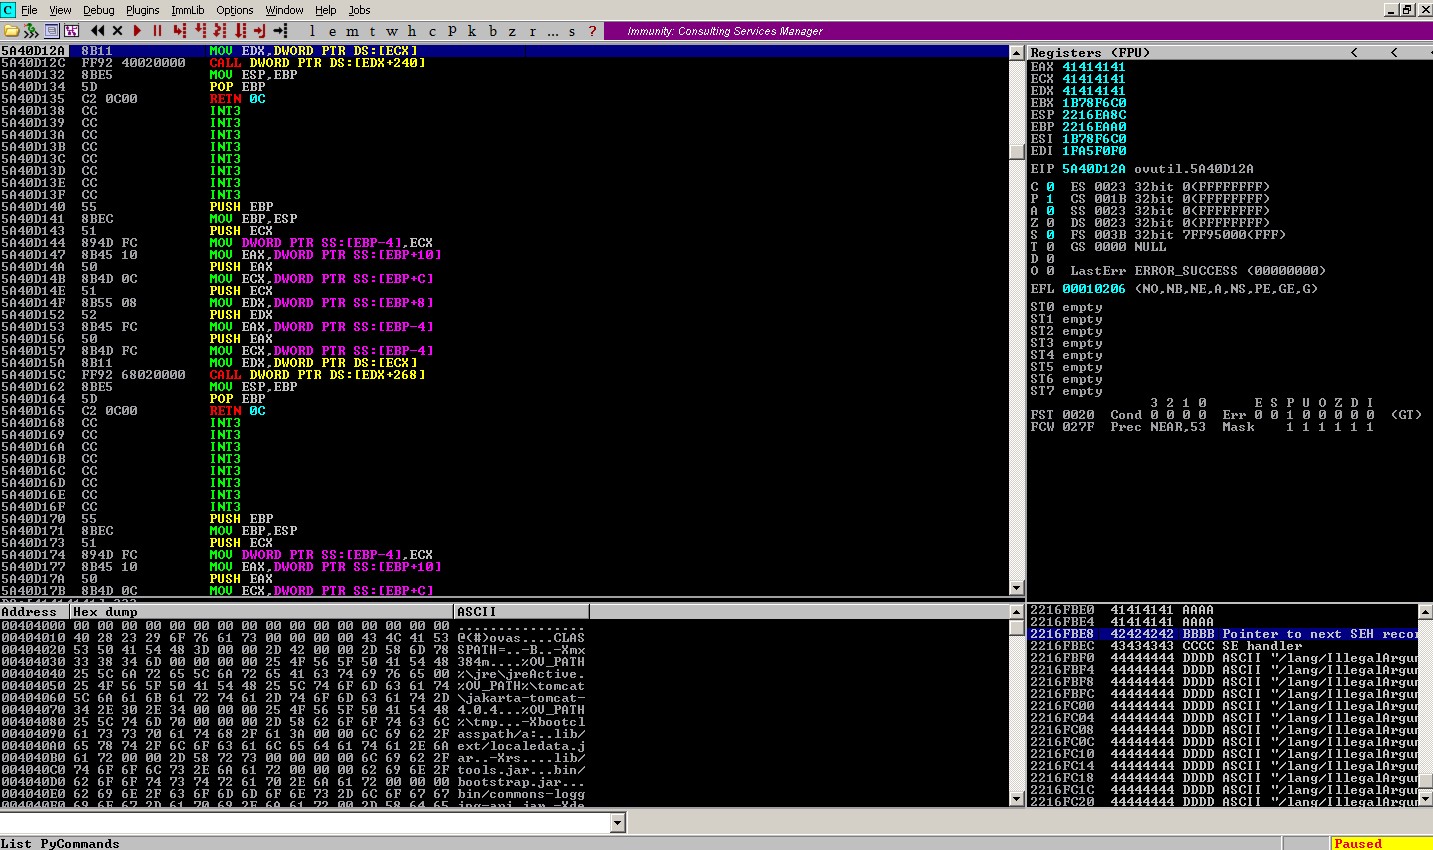 C File View Debug Plugins ImmLib Options Window Help Jobs
l e m t w h c p k b z r ... s ? Immunity: Consulting Services Manager
5A40D12A 8B11 MOV EDX,DWORD PTR DS:[ECX]
5A40D12C FF92 40020000 CALL DWORD PTR DS:[EDX+240]
5A40D132 8BE5 MOV ESP,EBP
5A40D134 5D POP EBP
5A40D135 C2 0C00 RETN 0C
5A40D138 CC INT3
5A40D139 CC INT3
5A40D13A CC INT3
5A40D13B CC INT3
5A40D13C CC INT3
5A40D13D CC INT3
5A40D13E CC INT3
5A40D13F CC INT3
5A40D140 55 PUSH EBP
5A40D141 8BEC MOV EBP,ESP
5A40D143 51 PUSH ECX
5A40D144 894D FC MOV DWORD PTR SS:[EBP-4],ECX
5A40D147 8B45 10 MOV EAX,DWORD PTR SS:[EBP+10]
5A40D14A 50 PUSH EAX
5A40D14B 8B4D 0C MOV ECX,DWORD PTR SS:[EBP+C]
5A40D14E 51 PUSH ECX
5A40D14F 8B55 08 MOV EDX,DWORD PTR SS:[EBP+8]
5A40D152 52 PUSH EDX
5A40D153 8B45 FC MOV EAX,DWORD PTR SS:[EBP-4]
5A40D156 50 PUSH EAX
5A40D157 8B4D FC MOV ECX,DWORD PTR SS:[EBP-4]
5A40D15A 8B11 MOV EDX,DWORD PTR DS:[ECX]
5A40D15C FF92 68020000 CALL DWORD PTR DS:[EDX+268]
5A40D162 8BE5 MOV ESP,EBP
5A40D164 5D POP EBP
5A40D165 C2 0C00 RETN 0C
5A40D168 CC INT3
5A40D169 CC INT3
5A40D16A CC INT3
5A40D16B CC INT3
5A40D16C CC INT3
5A40D16D CC INT3
5A40D16E CC INT3
5A40D16F CC INT3
5A40D170 55 PUSH EBP
5A40D171 8BEC MOV EBP,ESP
5A40D173 51 PUSH ECX
5A40D174 894D FC MOV DWORD PTR SS:[EBP-4],ECX
5A40D177 8B45 10 MOV EAX,DWORD PTR SS:[EBP+10]
5A40D17A 50 PUSH EAX
5A40D17B 8B4D 0C MOV ECX,DWORD PTR SS:[EBP+C]
Registers (FPU) < < <
EAX 41414141
ECX 41414141
EDX 41414141
EBX 1B78F6C0
ESP 2216EA8C
EBP 2216EAA0
ESI 1B78F6C0
EDI 1FA5F0F0
EIP 5A40D12A ovutil.5A40D12A
C 0 ES 0023 32bit 0(FFFFFFFF)
P 1 CS 001B 32bit 0(FFFFFFFF)
A 0 SS 0023 32bit 0(FFFFFFFF)
Z 0 DS 0023 32bit 0(FFFFFFFF)
S 0 FS 003B 32bit 7FF95000(FFF)
T 0 GS 0000 NULL
D 0
O 0 LastErr ERROR_SUCCESS (00000000)
EFL 00010206 (NO,NB,NE,A,NS,PE,GE,G)
ST0 empty
ST1 empty
ST2 empty
ST3 empty
ST4 empty
ST5 empty
ST6 empty
ST7 empty
3 2 1 0 E S P U O Z D I
FST 0020 Cond 0 0 0 0 Err 0 0 1 0 0 0 0 0 (GT)
FCW 027F Prec NEAR,53 Mask 1 1 1 1 1 1
Address Hex dump ASCII
00404000 00 00 00 00 00 00 00 00 00 00 00 00 00 00 00 00 ................
00404010 40 28 23 29 6F 76 61 73 00 00 00 00 43 4C 41 53 @(#)ovas....CLAS
00404020 53 50 41 54 48 3D 00 00 2D 42 00 00 2D 58 6D 78 SPATH=..-B..-Xmx
00404030 33 38 34 6D 00 00 00 00 25 4F 56 5F 50 41 54 48 384m....%OV_PATH
00404040 25 5C 6A 72 65 5C 6A 72 65 41 63 74 69 76 65 00 %\jre\jreActive.
00404050 25 4F 56 5F 50 41 54 48 25 5C 74 6F 6D 63 61 74 %OV_PATH%\tomcat
00404060 5C 6A 61 6B 61 72 74 61 2D 74 6F 6D 63 61 74 2D \jakarta-tomcat-
00404070 34 2E 30 2E 34 00 00 00 25 4F 56 5F 50 41 54 48 4.0.4...%OV_PATH
00404080 25 5C 74 6D 70 00 00 00 2D 58 62 6F 6F 74 63 6C %\tmp...-Xbootcl
00404090 61 73 73 70 61 74 68 2F 61 3A 00 00 6C 69 62 2F asspath/a:..lib/
004040A0 65 78 74 2F 6C 6F 63 61 6C 65 64 61 74 61 2E 6A ext/localedata.j
004040B0 61 72 00 00 2D 58 72 73 00 00 00 00 6C 69 62 2F ar..-Xrs....lib/
004040C0 74 6F 6F 6C 73 2E 6A 61 72 00 00 00 62 69 6E 2F tools.jar...bin/
004040D0 62 6F 6F 74 73 74 72 61 70 2E 6A 61 72 00 00 00 bootstrap.jar...
004040E0 62 69 6E 2F 63 6F 6D 6D 6F 6E 73 2D 6C 6F 67 67 bin/commons-logg
004040F0 69 6E 67 2D 61 70 69 2E 6A 61 72 00 2D 58 64 65 ing-api.jar.-Xde
2216FBE0 41414141 AAAA
2216FBE4 41414141 AAAA
2216FBE8 42424242 BBBB Pointer to next SEH recor
2216FBEC 43434343 CCCC SE handler
2216FBF0 44444444 DDDD ASCII "/lang/IllegalArgum
2216FBF4 44444444 DDDD ASCII "/lang/IllegalArgum
2216FBF8 44444444 DDDD ASCII "/lang/IllegalArgum
2216FBFC 44444444 DDDD ASCII "/lang/IllegalArgum
2216FC00 44444444 DDDD ASCII "/lang/IllegalArgum
2216FC04 44444444 DDDD ASCII "/lang/IllegalArgum
2216FC08 44444444 DDDD ASCII "/lang/IllegalArgum
2216FC0C 44444444 DDDD ASCII "/lang/IllegalArgum
2216FC10 44444444 DDDD ASCII "/lang/IllegalArgum
2216FC14 44444444 DDDD ASCII "/lang/IllegalArgum
2216FC18 44444444 DDDD ASCII "/lang/IllegalArgum
2216FC1C 44444444 DDDD ASCII "/lang/IllegalArgum
2216FC20 44444444 DDDD ASCII "/lang/IllegalArgum
List PyCommands
Paused